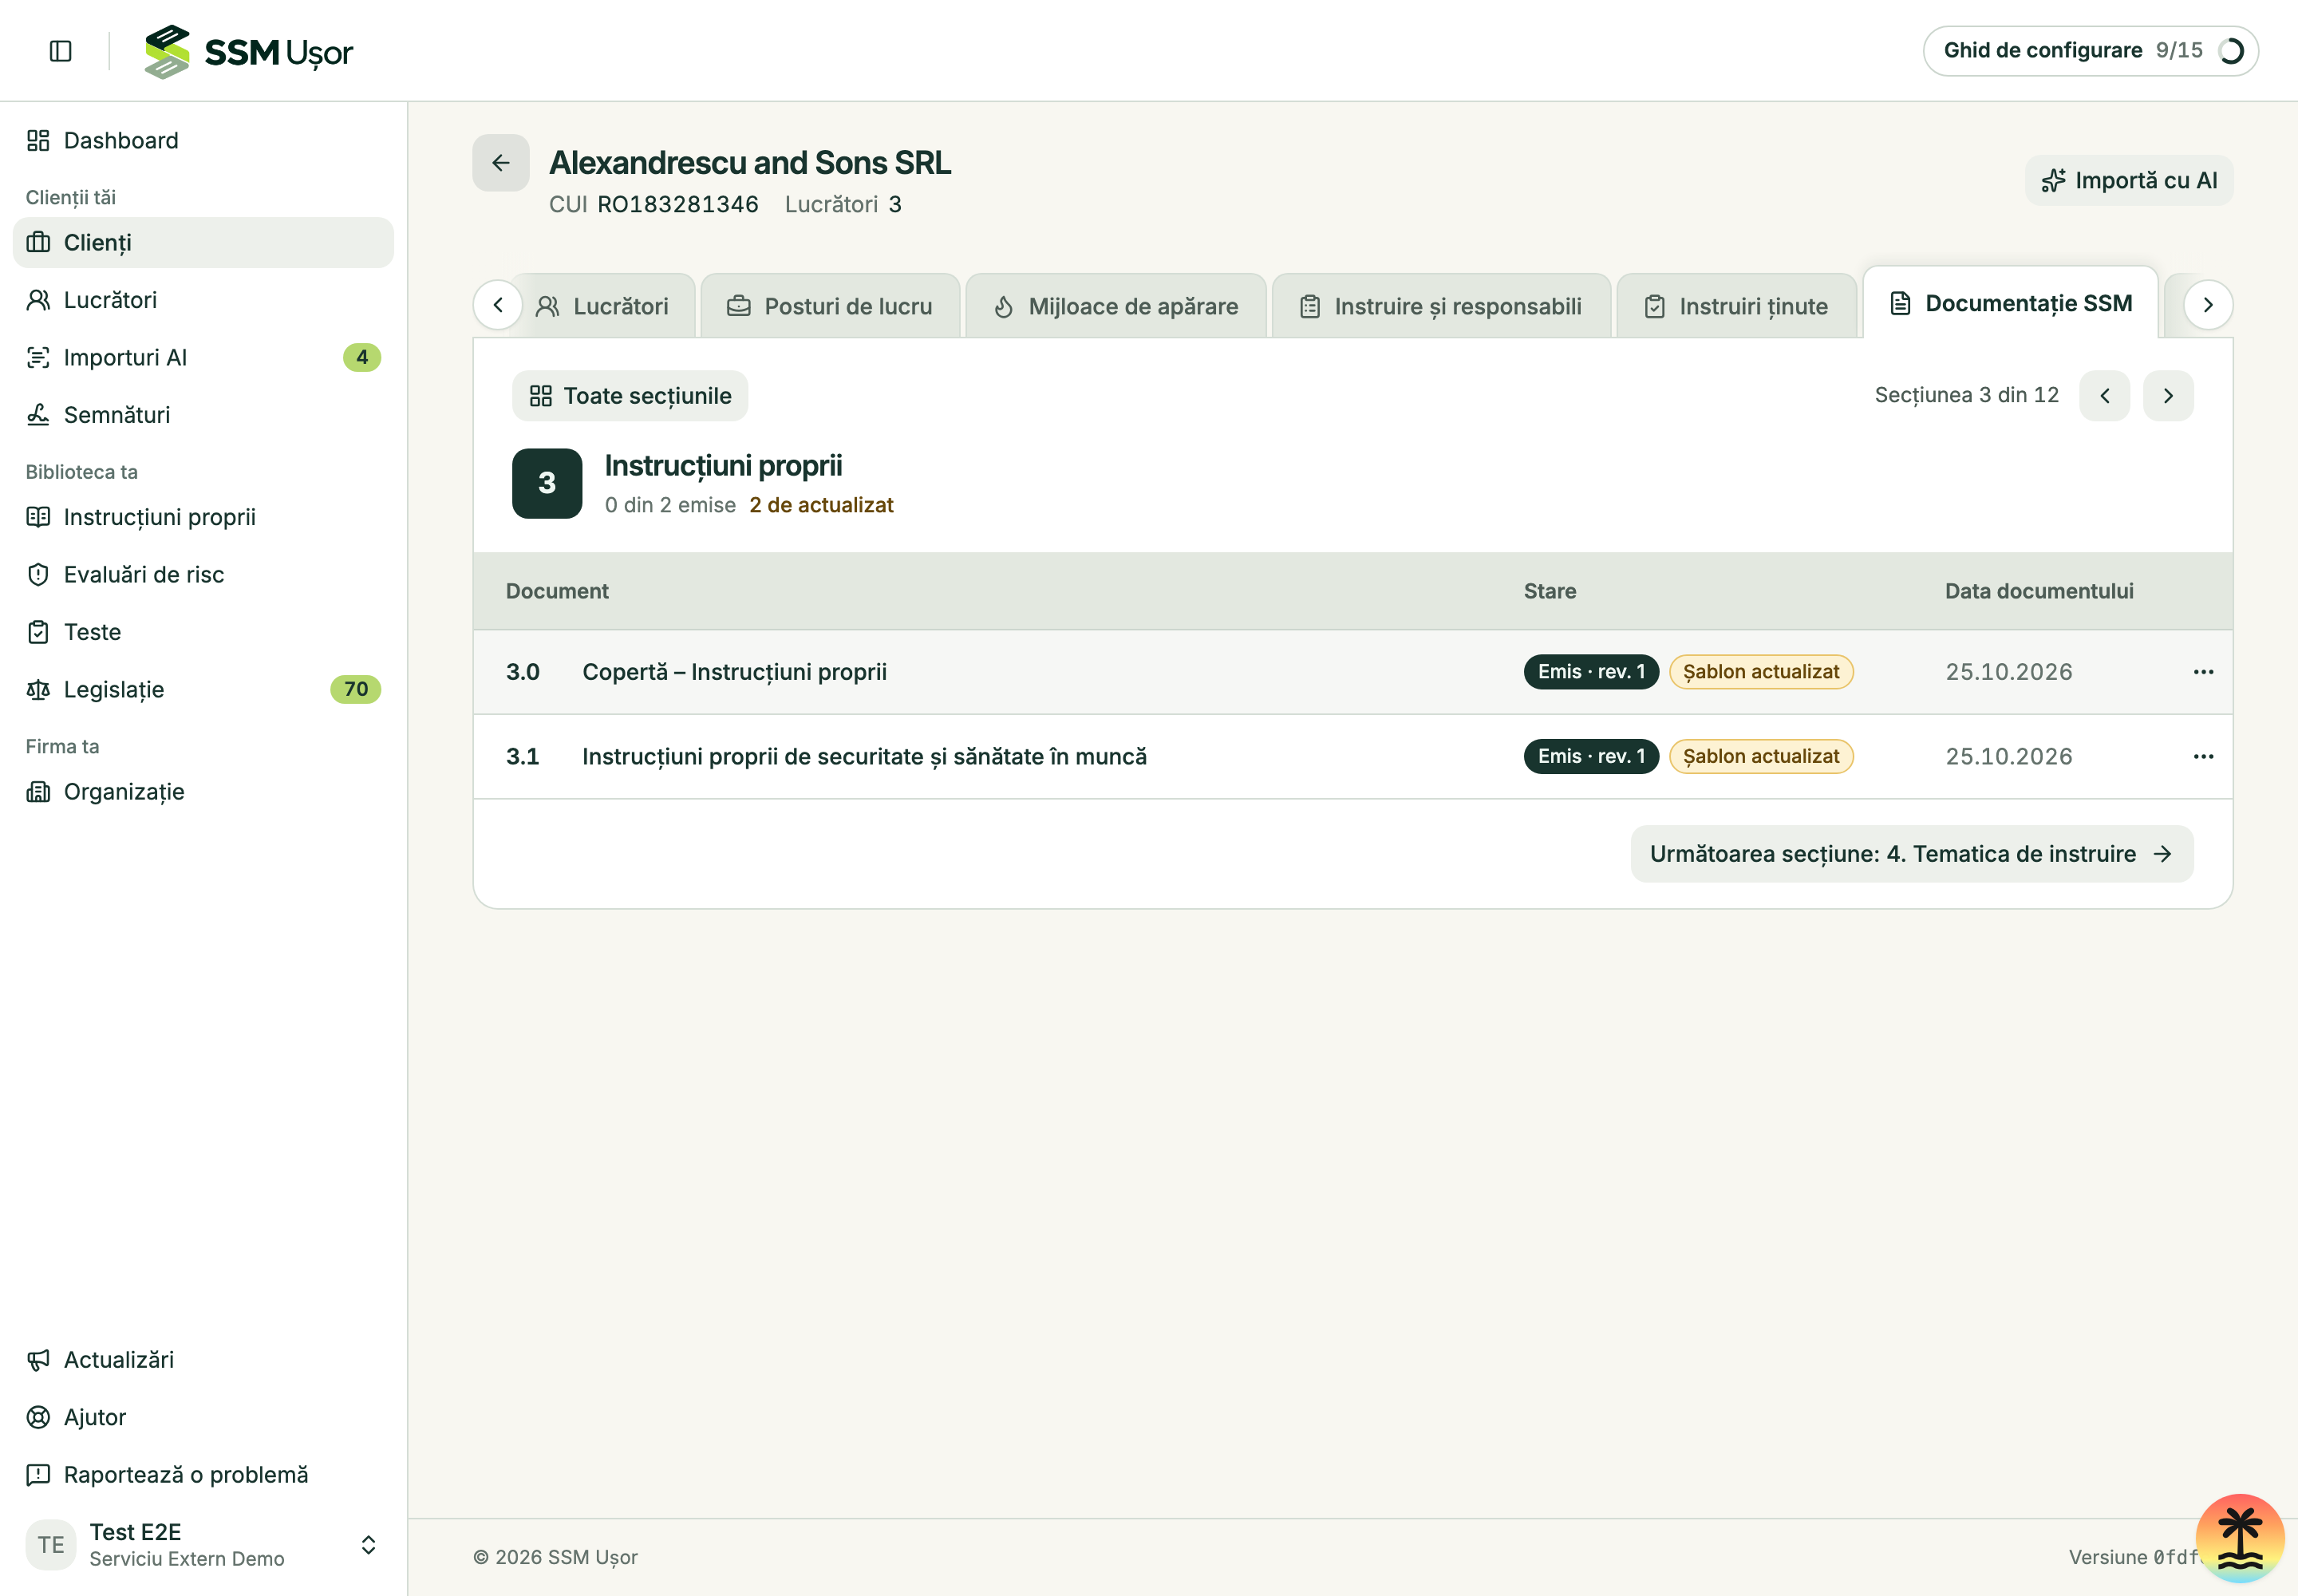 SSM Ușor
Ghid de configurare 9/15
Dashboard
Clienții tăi
Clienți
Lucrători
Importuri AI 4
Semnături
Biblioteca ta
Instrucțiuni proprii
Evaluări de risc
Teste
Legislație 70
Firma ta
Organizație
Actualizări
Ajutor
Raportează o problemă
TE
Test E2E
Serviciu Extern Demo
Alexandrescu and Sons SRL
CUI RO183281346 Lucrători 3
Importă cu AI
Lucrători Posturi de lucru Mijloace de apărare Instruire și responsabili Instruiri ținute Documentație SSM
Toate secțiunile
Secțiunea 3 din 12
3
Instrucțiuni proprii
0 din 2 emise 2 de actualizat
Document Stare Data documentului
3.0 Copertă – Instrucțiuni proprii Emis · rev. 1 Șablon actualizat 25.10.2026
3.1 Instrucțiuni proprii de securitate și sănătate în muncă Emis · rev. 1 Șablon actualizat 25.10.2026
Următoarea secțiune: 4. Tematica de instruire
© 2026 SSM Ușor
Versiune